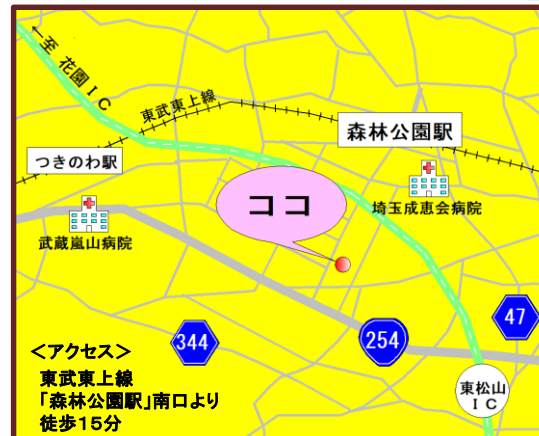 ←至 花園IC
東武東上線
森林公園駅
つきのわ駅
埼玉成恵会病院
ココ
武蔵嵐山病院
47
344
254
<アクセス>
東武東上線
「森林公園駅」南口より
徒歩15分
東松山
IC